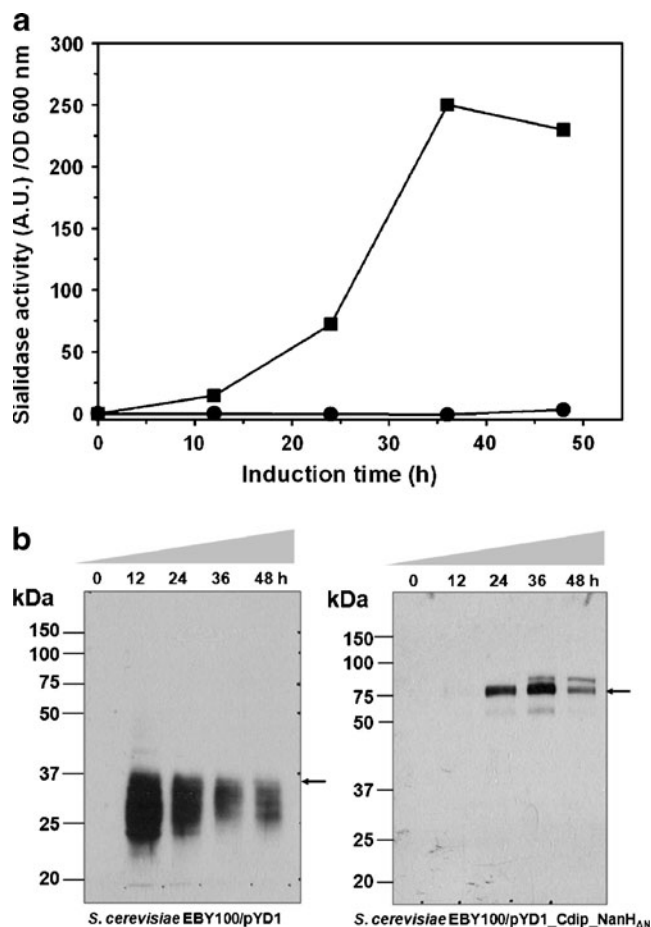 a
Sialidase activity (A.U.) /OD 600 nm
300
250
200
150
100
50
0
0 10 20 30 40 50
Induction time (h)
b
0 12 24 36 48 h
kDa
150
100
75
50
37
25
20
S. cerevisiae EBY100/pYD1
0 12 24 36 48 h
kDa
150
100
75
50
37
25
20
S. cerevisiae EBY100/pYD1_Cdip_NanHΔN